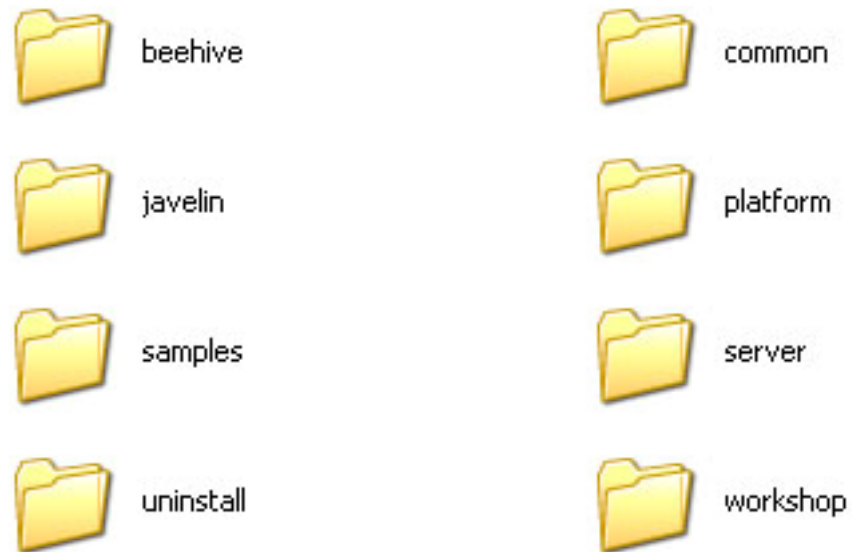 beehive common
javelin platform
samples server
uninstall workshop